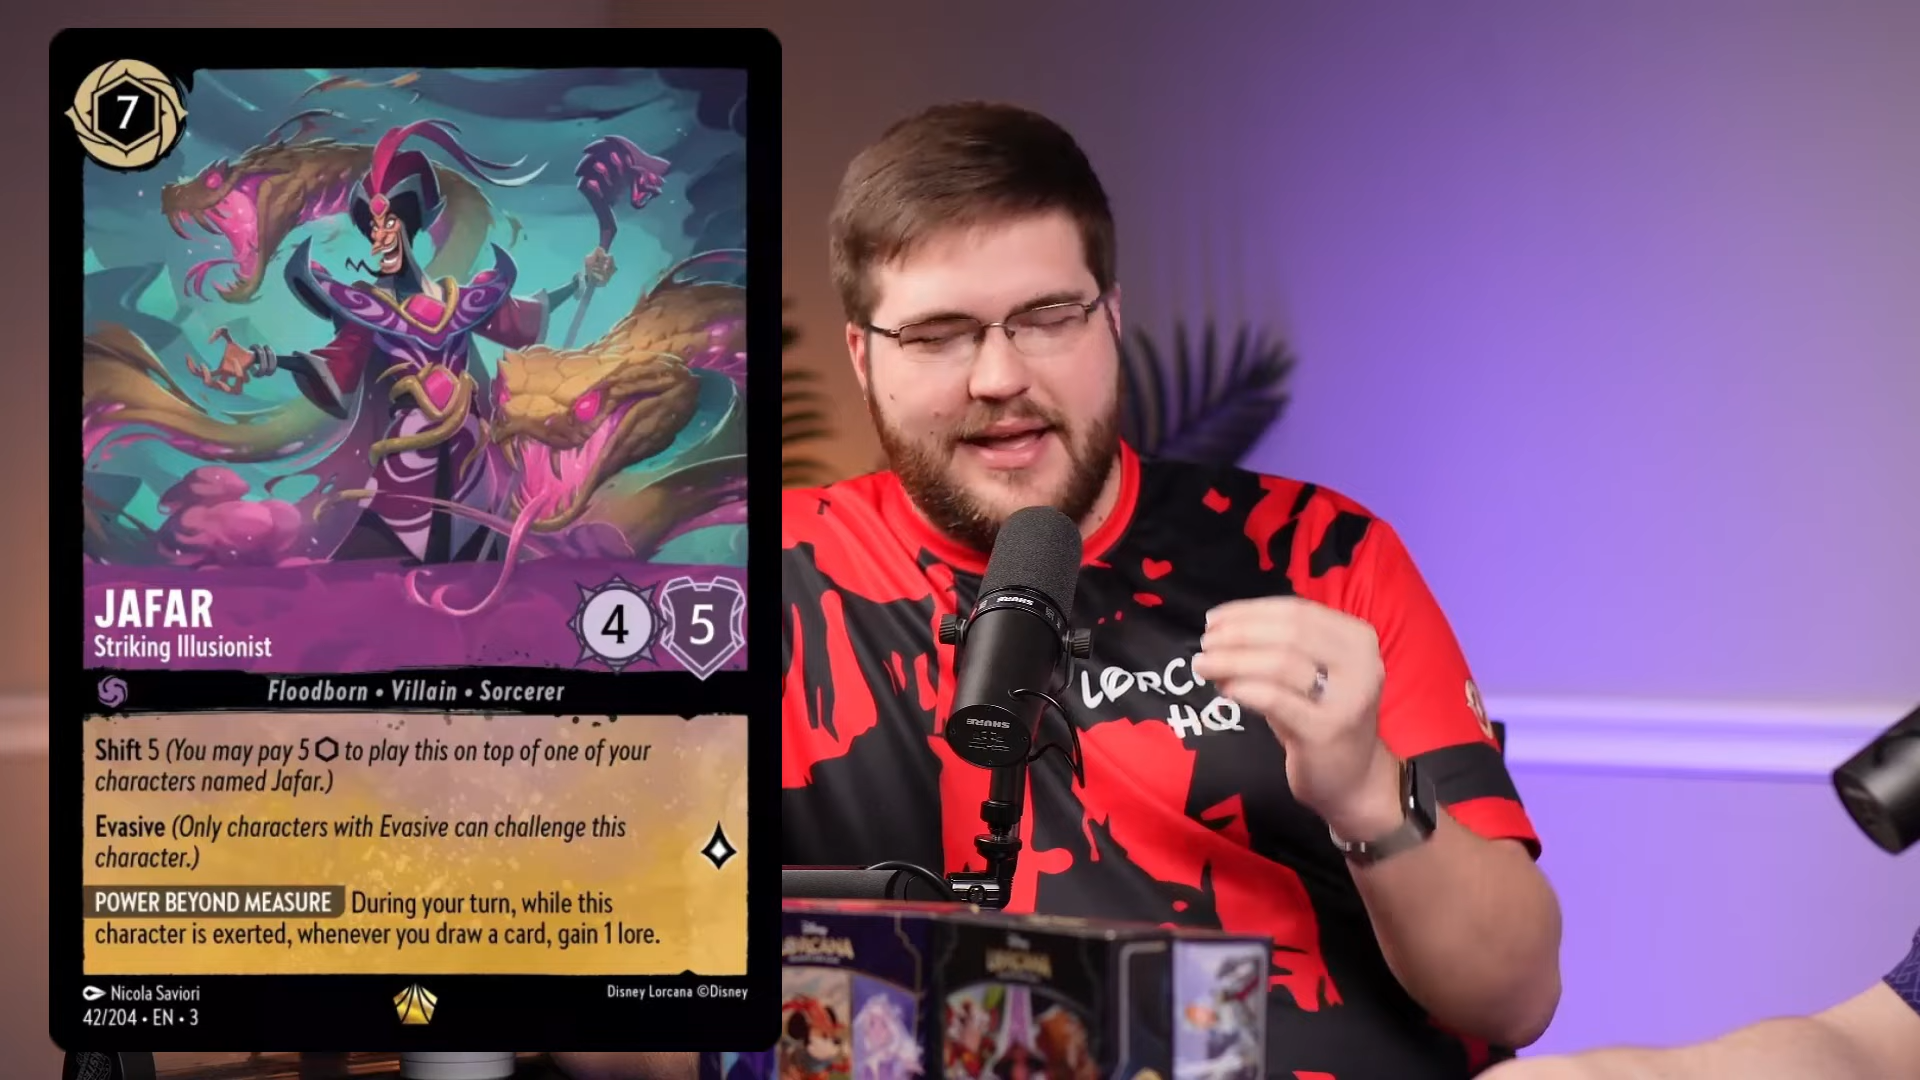 7
JAFAR
Striking Illusionist
4
5
Floodborn • Villain • Sorcerer
Shift 5 (You may pay 5 ⬡ to play this on top of one of your
characters named Jafar.)
Evasive (Only characters with Evasive can challenge this
character.)
POWER BEYOND MEASURE During your turn, while this
character is exerted, whenever you draw a card, gain 1 lore.
Nicola Saviori
42/204 • EN • 3
Disney Lorcana ©Disney
SHURE
SHURE
HQ
Disney
Disney